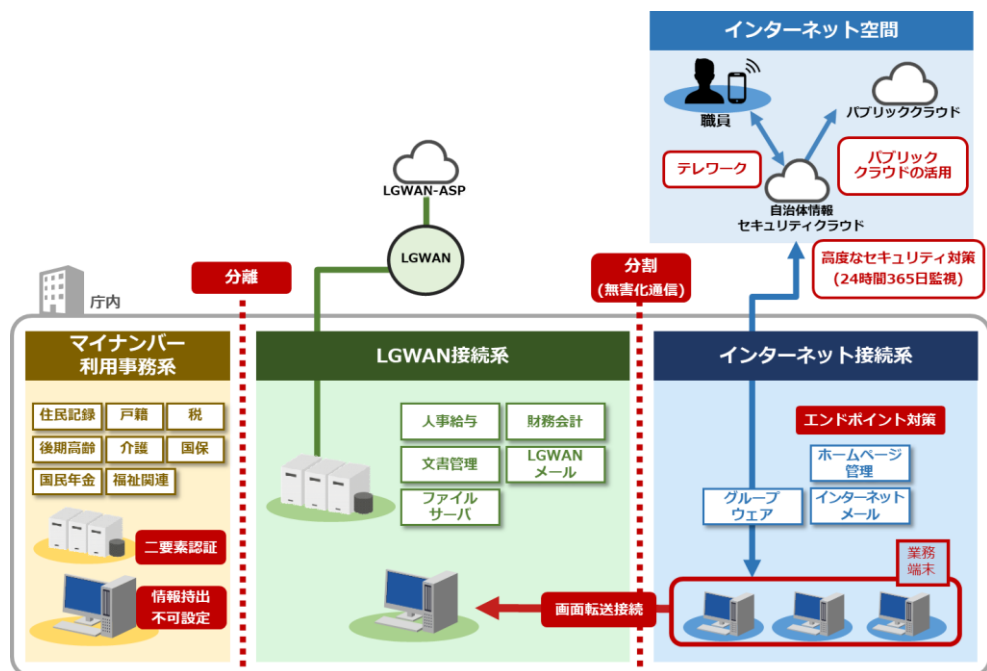 インターネット空間
職員
パブリッククラウド
テレワーク
パブリック
クラウドの活用
自治体情報
セキュリティクラウド
LGWAN-ASP
LGWAN
分離
分割
(無害化通信)
高度なセキュリティ対策
(24時間365日監視)
庁内
マイナンバー
利用事務系
住民記録
戸籍
税
後期高齢
介護
国保
国民年金
福祉関連
二要素認証
情報持出
不可設定
LGWAN接続系
人事給与
財務会計
文書管理
LGWAN
メール
ファイル
サーバ
画面転送接続
インターネット接続系
エンドポイント対策
ホームページ
管理
グループ
ウェア
インターネット
メール
業務
端末